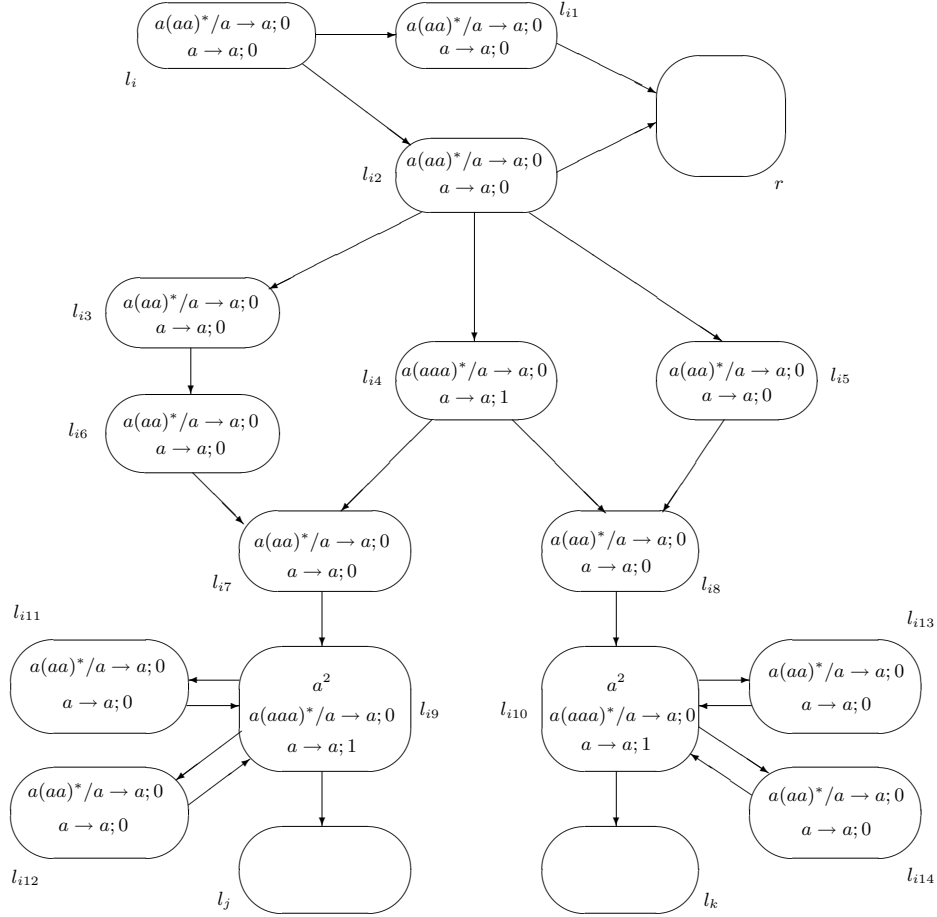 a(aa)*/a → a; 0
a → a; 0
l_i
a(aa)*/a → a; 0
a → a; 0
l_{i1}
r
a(aa)*/a → a; 0
a → a; 0
l_{i2}
l_{i3}
a(aa)*/a → a; 0
a → a; 0
l_{i4}
a(aaa)*/a → a; 0
a → a; 1
a(aa)*/a → a; 0
a → a; 0
l_{i5}
l_{i6}
a(aa)*/a → a; 0
a → a; 0
a(aa)*/a → a; 0
a → a; 0
l_{i7}
a(aa)*/a → a; 0
a → a; 0
l_{i8}
l_{i11}
a(aa)*/a → a; 0
a → a; 0
a²
a(aaa)*/a → a; 0
a → a; 1
l_{i9}
l_{i10}
a²
a(aaa)*/a → a; 0
a → a; 1
l_{i13}
a(aa)*/a → a; 0
a → a; 0
a(aa)*/a → a; 0
a → a; 0
l_{i12}
l_j
l_k
a(aa)*/a → a; 0
a → a; 0
l_{i14}